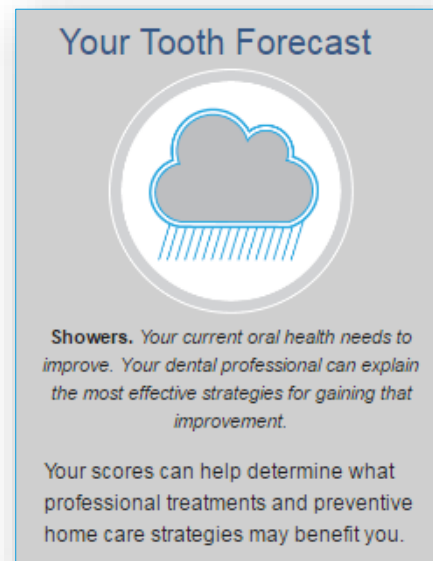 Your Tooth Forecast
Showers. Your current oral health needs to
improve. Your dental professional can explain
the most effective strategies for gaining that
improvement.
Your scores can help determine what
professional treatments and preventive
home care strategies may benefit you.